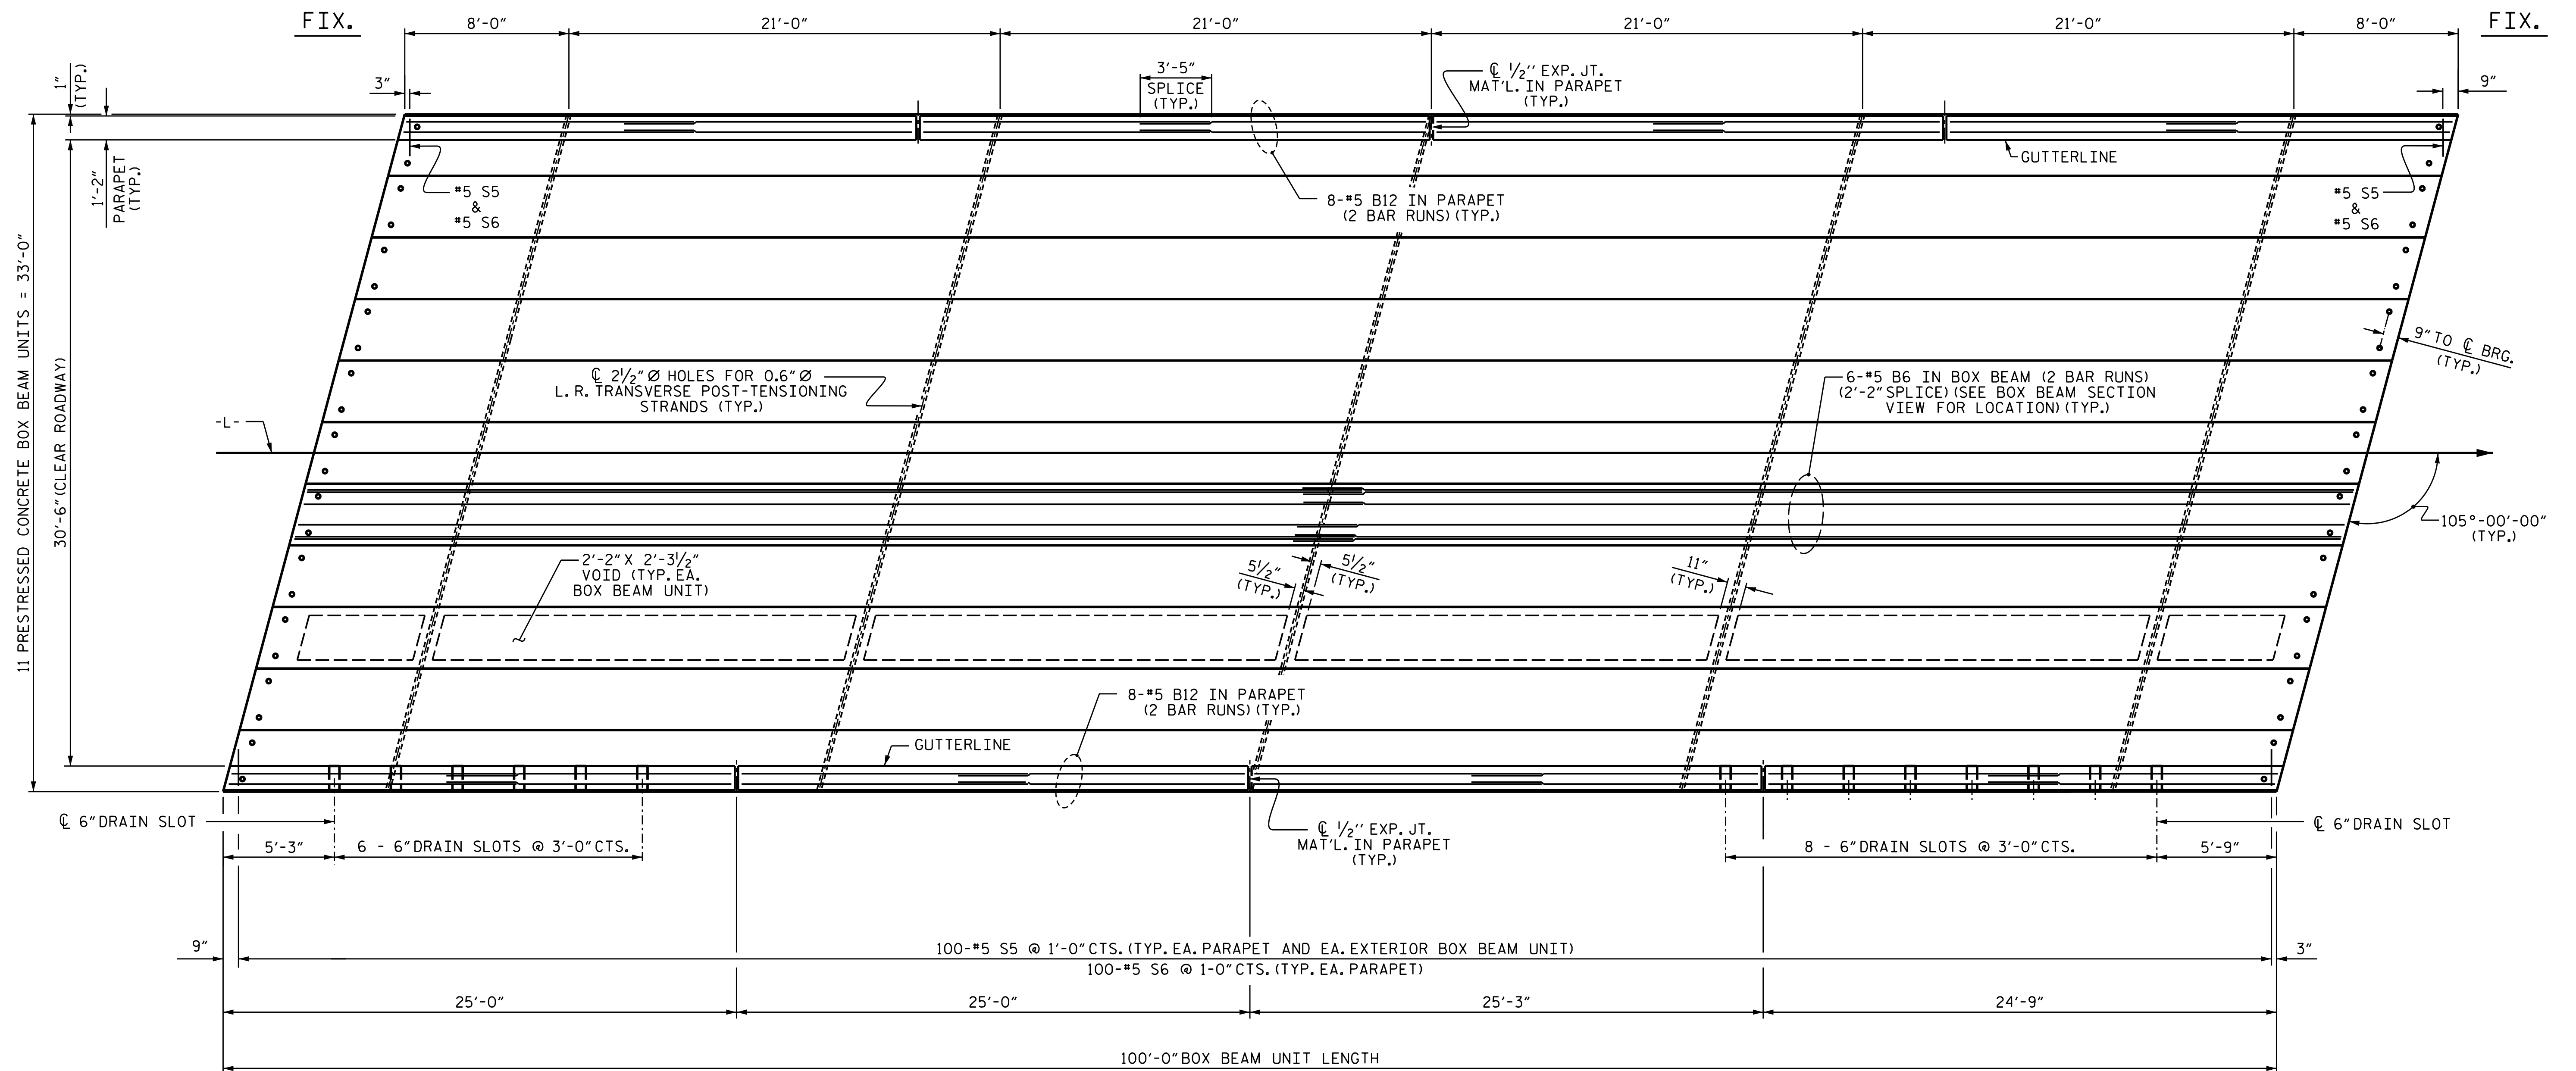 FIX.
8'-0"
21'-0"
21'-0"
21'-0"
21'-0"
8'-0"
FIX.
1"
(TYP.)
3"
3'-5"
SPLICE
(TYP.)
℄ 1/2'' EXP. JT.
MAT'L. IN PARAPET
(TYP.)
9"
1'-2"
PARAPET
(TYP.)
#5 S5
&
#5 S6
8-#5 B12 IN PARAPET
(2 BAR RUNS) (TYP.)
GUTTERLINE
#5 S5
&
#5 S6
11 PRESTRESSED CONCRETE BOX BEAM UNITS = 33'-0"
30'-6" (CLEAR ROADWAY)
℄ 2 1/2" Ø HOLES FOR 0.6" Ø
L. R. TRANSVERSE POST-TENSIONING
STRANDS (TYP.)
6-#5 B6 IN BOX BEAM (2 BAR RUNS)
(2'-2" SPLICE) (SEE BOX BEAM SECTION
VIEW FOR LOCATION) (TYP.)
9" TO ℄ BRG.
(TYP.)
-L-
105°-00'-00"
(TYP.)
2'-2" X 2'-3 1/2"
VOID (TYP. EA.
BOX BEAM UNIT)
5 1/2"
(TYP.)
5 1/2"
(TYP.)
11"
(TYP.)
8-#5 B12 IN PARAPET
(2 BAR RUNS) (TYP.)
GUTTERLINE
℄ 6" DRAIN SLOT
5'-3"
6 - 6" DRAIN SLOTS @ 3'-0" CTS.
℄ 1/2'' EXP. JT.
MAT'L. IN PARAPET
(TYP.)
8 - 6" DRAIN SLOTS @ 3'-0" CTS.
5'-9"
℄ 6" DRAIN SLOT
9"
100-#5 S5 @ 1'-0" CTS. (TYP. EA. PARAPET AND EA. EXTERIOR BOX BEAM UNIT)
100-#5 S6 @ 1-0" CTS. (TYP. EA. PARAPET)
3"
25'-0"
25'-0"
25'-3"
24'-9"
100'-0" BOX BEAM UNIT LENGTH